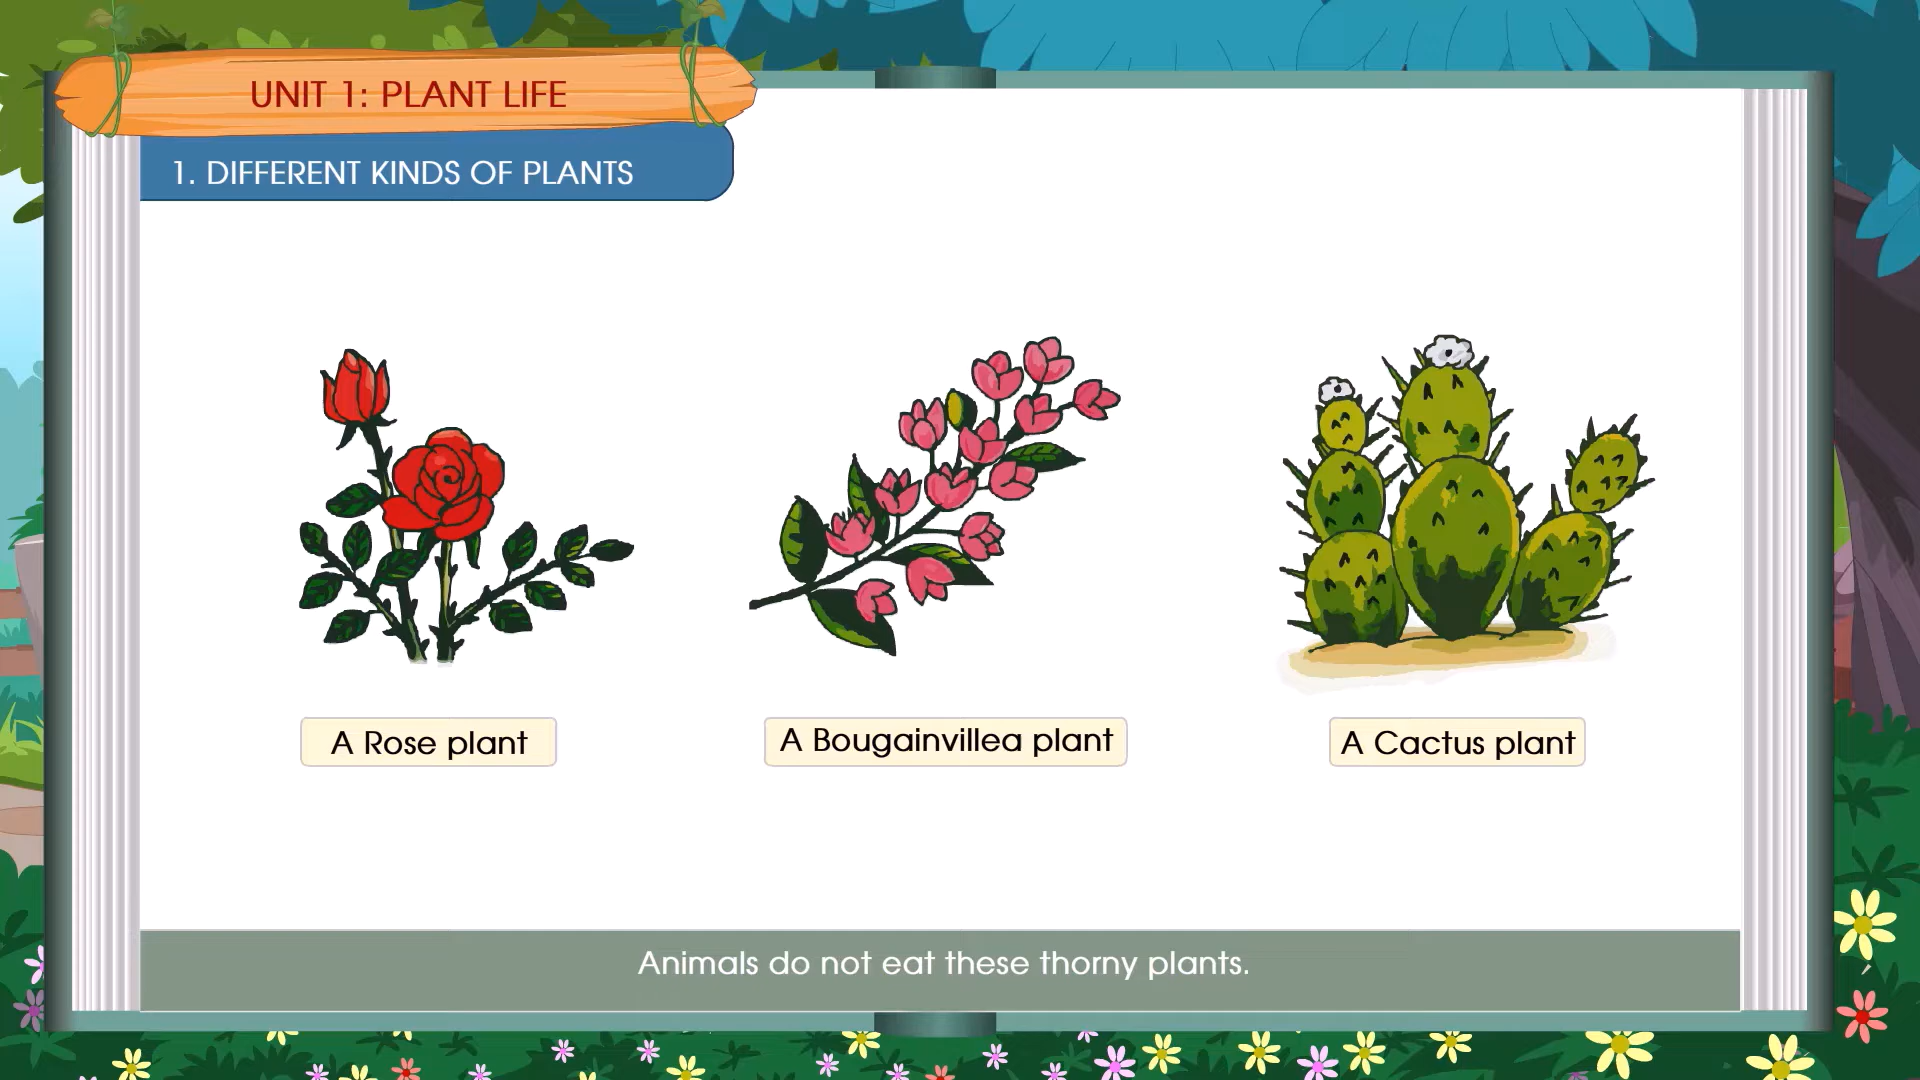 UNIT 1: PLANT LIFE
1. DIFFERENT KINDS OF PLANTS
A Rose plant
A Bougainvillea plant
A Cactus plant
Animals do not eat these thorny plants.